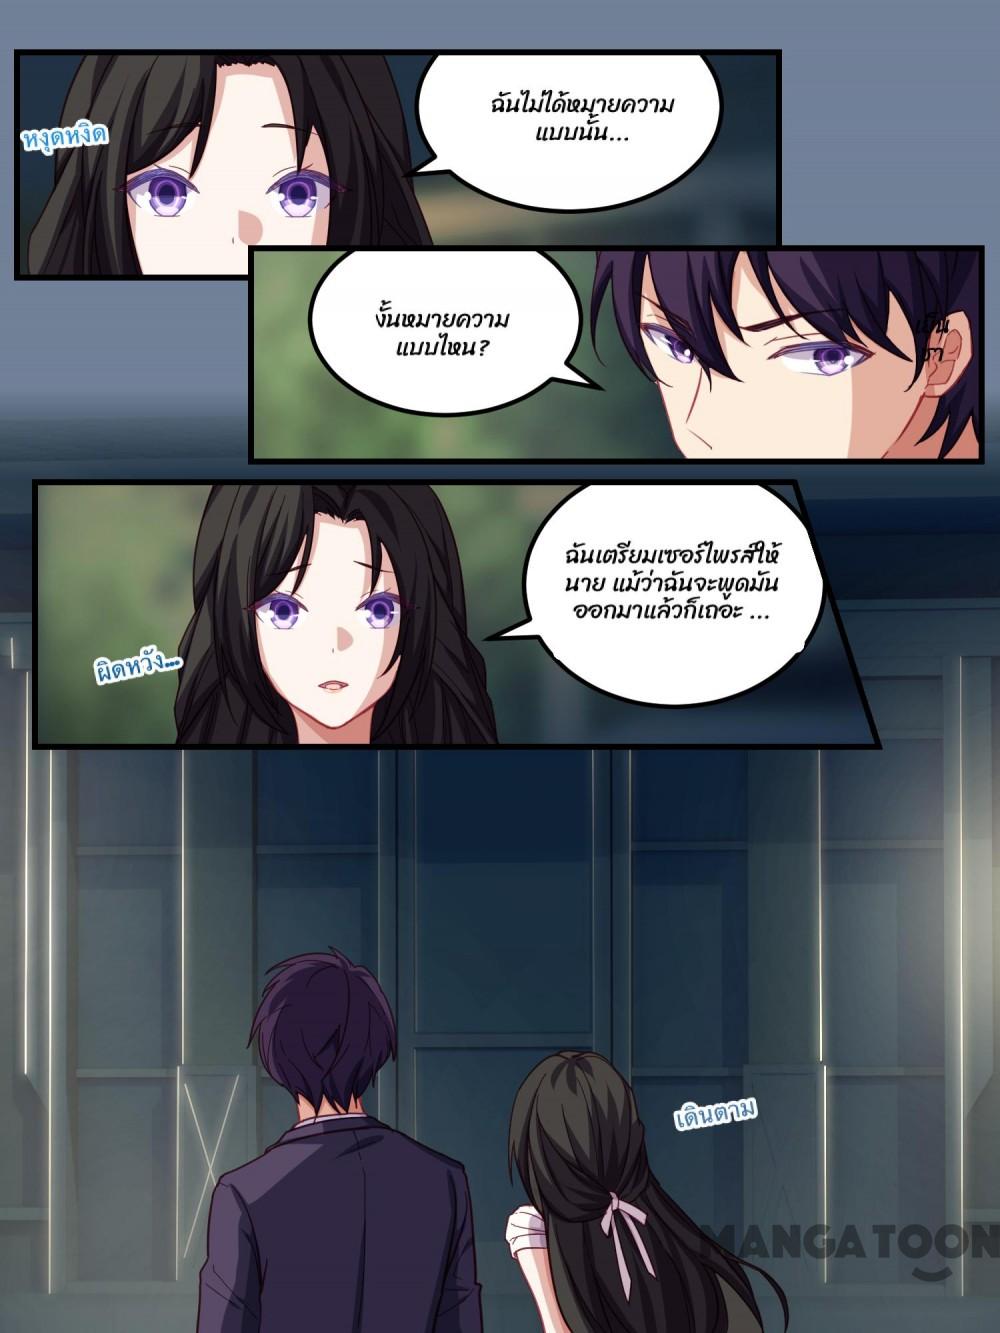 หงุดหงิด
ฉันไม่ได้หมายความ
แบบนั้น...
งั้นหมายความ
แบบไหน?
เย็น
ชา
ฉันเตรียมเซอร์ไพรส์ให้
นาย แม้ว่าฉันจะพูดมัน
ออกมาแล้วก็เถอะ ...
ผิดหวัง...
เดินตาม
MANGATOON